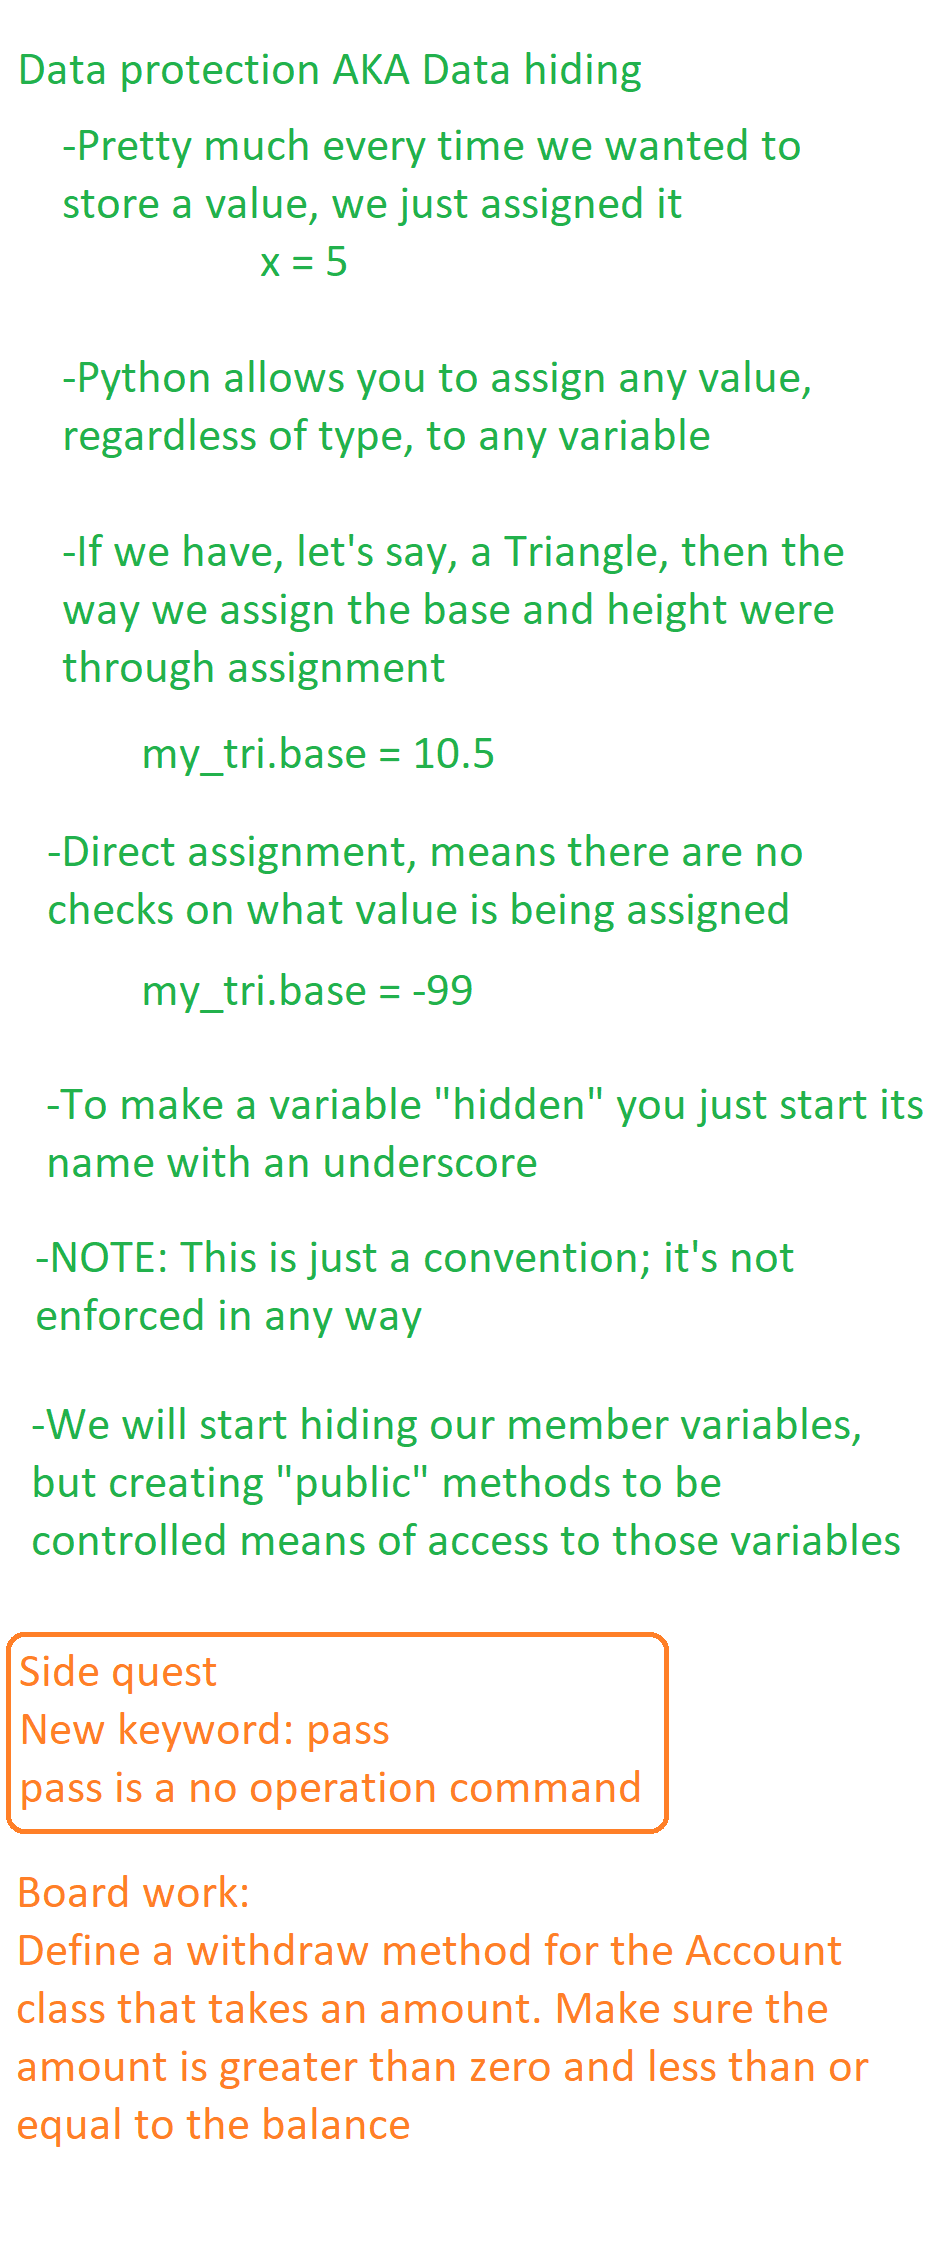 Data protection AKA Data hiding
-Pretty much every time we wanted to
store a value, we just assigned it
x = 5
-Python allows you to assign any value,
regardless of type, to any variable
-If we have, let's say, a Triangle, then the
way we assign the base and height were
through assignment
my_tri.base = 10.5
-Direct assignment, means there are no
checks on what value is being assigned
my_tri.base = -99
-To make a variable "hidden" you just start its
name with an underscore
-NOTE: This is just a convention; it's not
enforced in any way
-We will start hiding our member variables,
but creating "public" methods to be
controlled means of access to those variables
Side quest
New keyword: pass
pass is a no operation command
Board work:
Define a withdraw method for the Account
class that takes an amount. Make sure the
amount is greater than zero and less than or
equal to the balance